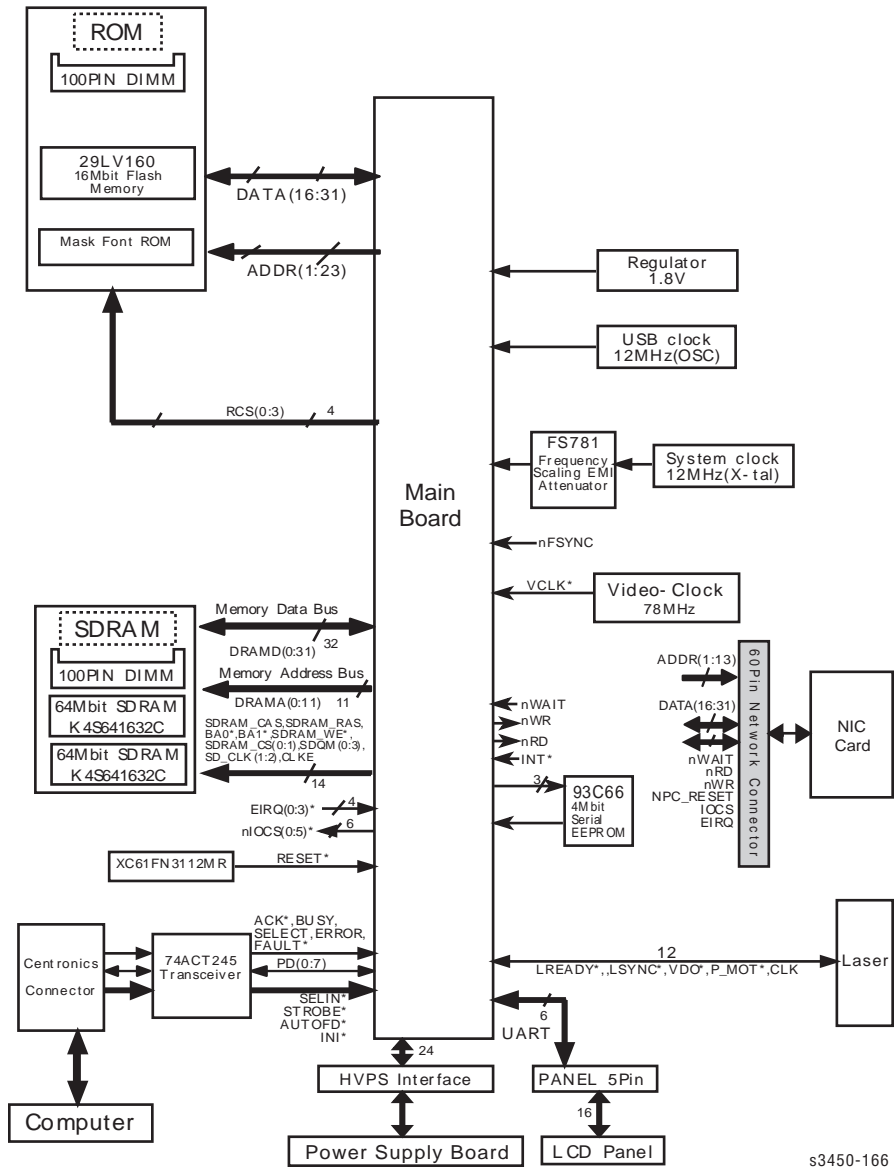 ROM
100PIN DIMM
29LV160
16Mbit Flash
Memory
DATA(16:31)
Mask Font ROM
ADDR(1:23)
RCS(0:3)
4
Main
Board
Regulator
1.8V
USB clock
12MHz(OSC)
FS781
Frequency
Scaling EMI
Attenuator
System clock
12MHz(X-tal)
nFSYNC
VCLK*
Video-Clock
78MHz
SDRAM
100PIN DIMM
64Mbit SDRAM
K4S641632C
64Mbit SDRAM
K4S641632C
Memory Data Bus
DRAMD(0:31)
32
Memory Address Bus
DRAMA(0:11)
11
SDRAM_CAS,SDRAM_RAS,
BA0*,BA1*,SDRAM_WE*,
SDRAM_CS(0:1),SDQM(0:3),
SD_CLK(1:2),CLKE
14
EIRQ(0:3)*
4
nIOCS(0:5)*
6
XC61FN3112MR
RESET*
nWAIT
nWR
nRD
INT*
3
93C66
4Mbit
Serial
EEPROM
ADDR(1:13)
DATA(16:31)
nWAIT
nRD
nWR
NPC_RESET
IOCS
EIRQ
60Pin Network Connector
NIC
Card
Centronics
Connector
74ACT245
Transceiver
ACK*,BUSY,
SELECT,ERROR,
FAULT*
PD(0:7)
SELIN*
STROBE*
AUTOFD*
INI*
12
LREADY*,,LSYNC*,VDO*,P_MOT*,CLK
Laser
6
UART
24
HVPS Interface
PANEL 5Pin
16
Computer
Power Supply Board
LCD Panel
s3450-166